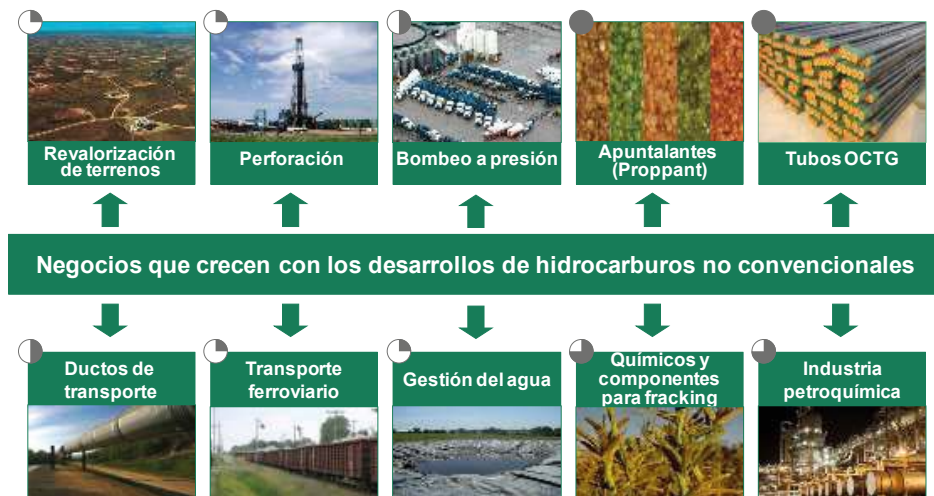 Revalorización
de terrenos
Perforación
Bombeo a presión
Apuntalantes
(Proppant)
Tubos OCTG
Negocios que crecen con los desarrollos de hidrocarburos no convencionales
Ductos de
transporte
Transporte
ferroviario
Gestión del agua
Químicos y
componentes
para fracking
Industria
petroquímica